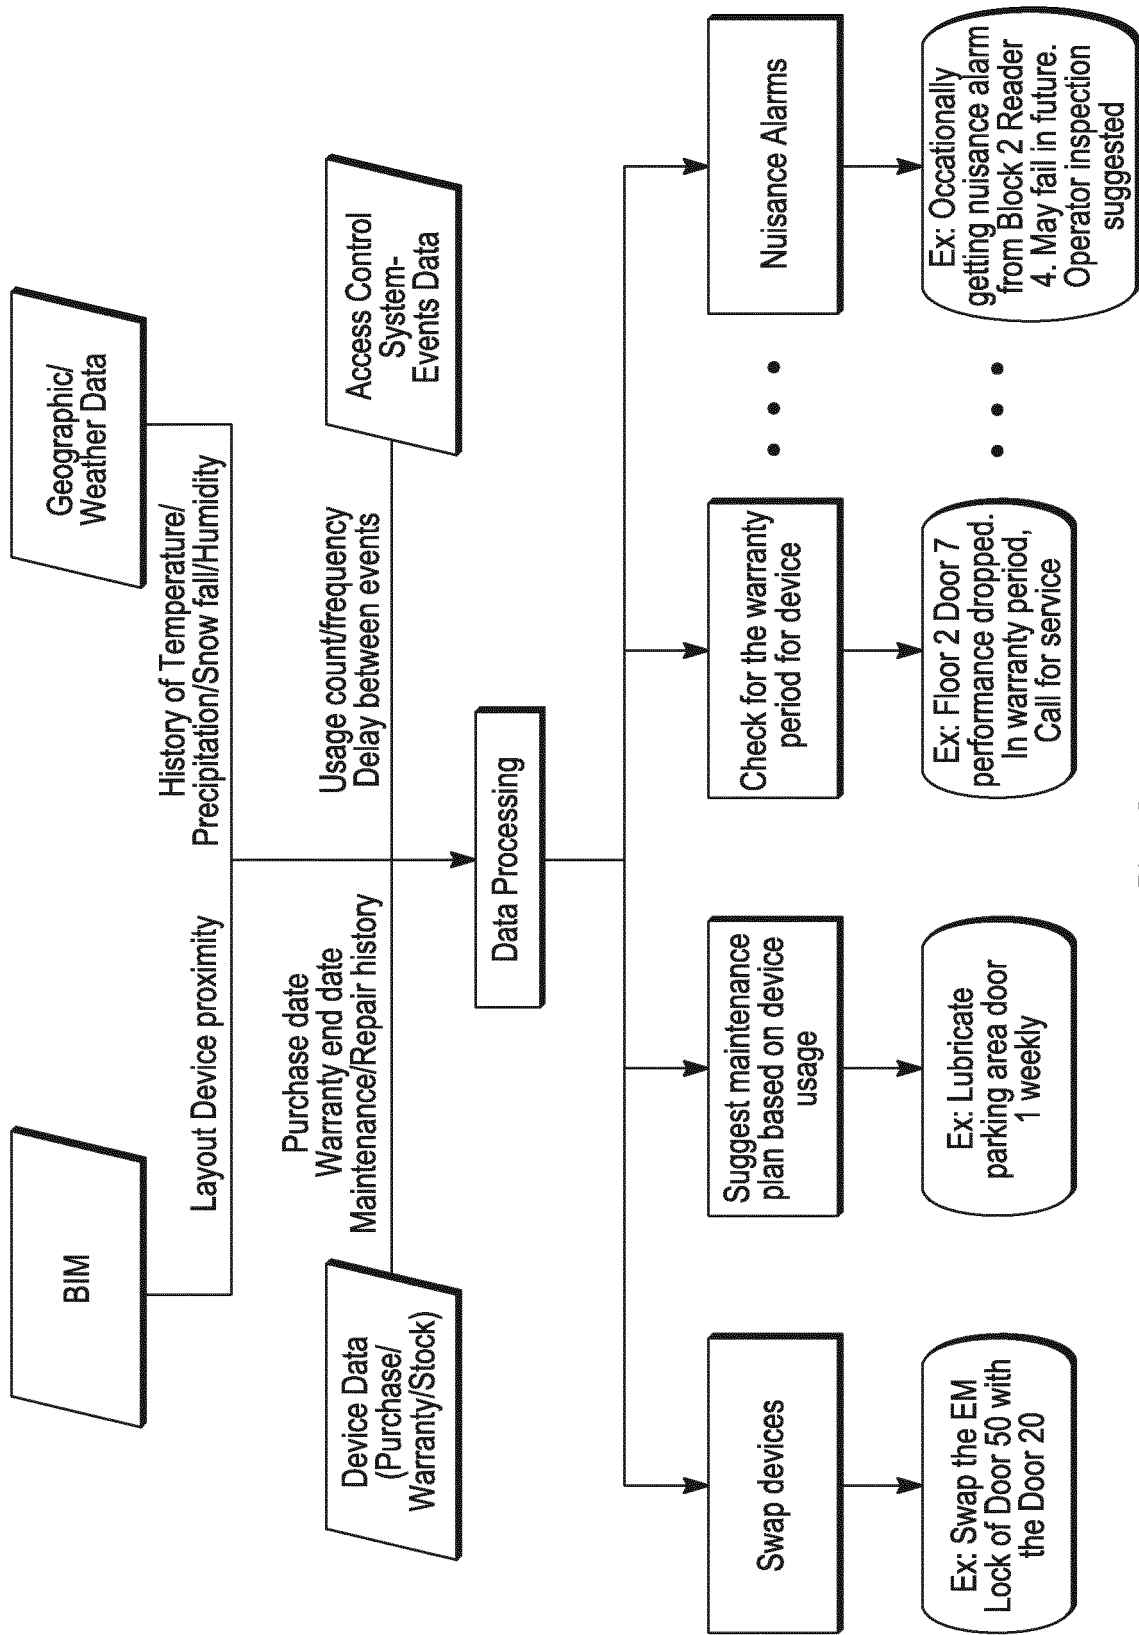 BIM
Geographic/
Weather Data
Layout Device proximity
History of Temperature/
Precipitation/Snow fall/Humidity
Device Data
(Purchase/
Warranty/Stock)
Purchase date
Warranty end date
Maintenance/Repair history
Usage count/frequency
Delay between events
Access Control
System-
Events Data
Data Processing
Swap devices
Suggest maintenance
plan based on device
usage
Check for the warranty
period for device
Nuisance Alarms
Ex: Swap the EM
Lock of Door 50 with
the Door 20
Ex: Lubricate
parking area door
1 weekly
Ex: Floor 2 Door 7
performance dropped.
In warranty period,
Call for service
Ex: Occationally
getting nuisance alarm
from Block 2 Reader
4. May fail in future.
Operator inspection
suggested